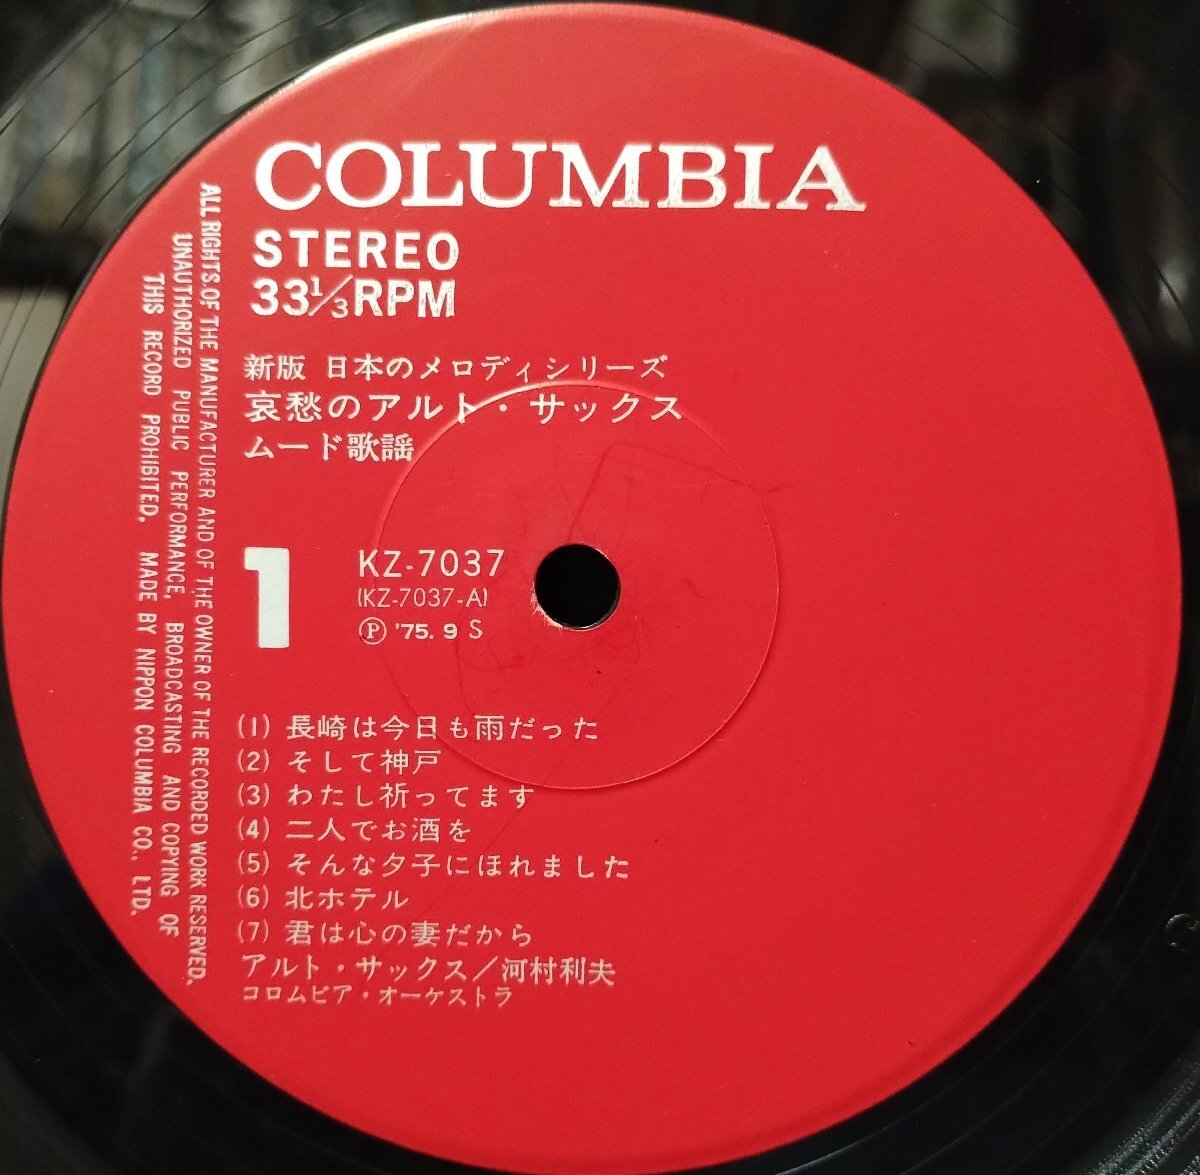 COLUMBIA
STEREO
33⅓RPM
新版 日本のメロディシリーズ
哀愁のアルト・サックス
ムード歌謡
1
KZ-7037
(KZ-7037-A)
Ⓟ '75. 9 S
(1) 長崎は今日も雨だった
(2) そして神戸
(3) わたし祈ってます
(4) 二人でお酒を
(5) そんな夕子にほれました
(6) 北ホテル
(7) 君は心の妻だから
アルト・サックス/河村利夫
コロムビア・オーケストラ
ALL RIGHTS OF THE MANUFACTURER AND OF THE OWNER OF THE RECORDED WORK RESERVED.
UNAUTHORIZED PUBLIC PERFORMANCE, BROADCASTING AND COPYING OF
THIS RECORD PROHIBITED. MADE BY NIPPON COLUMBIA CO., LTD.